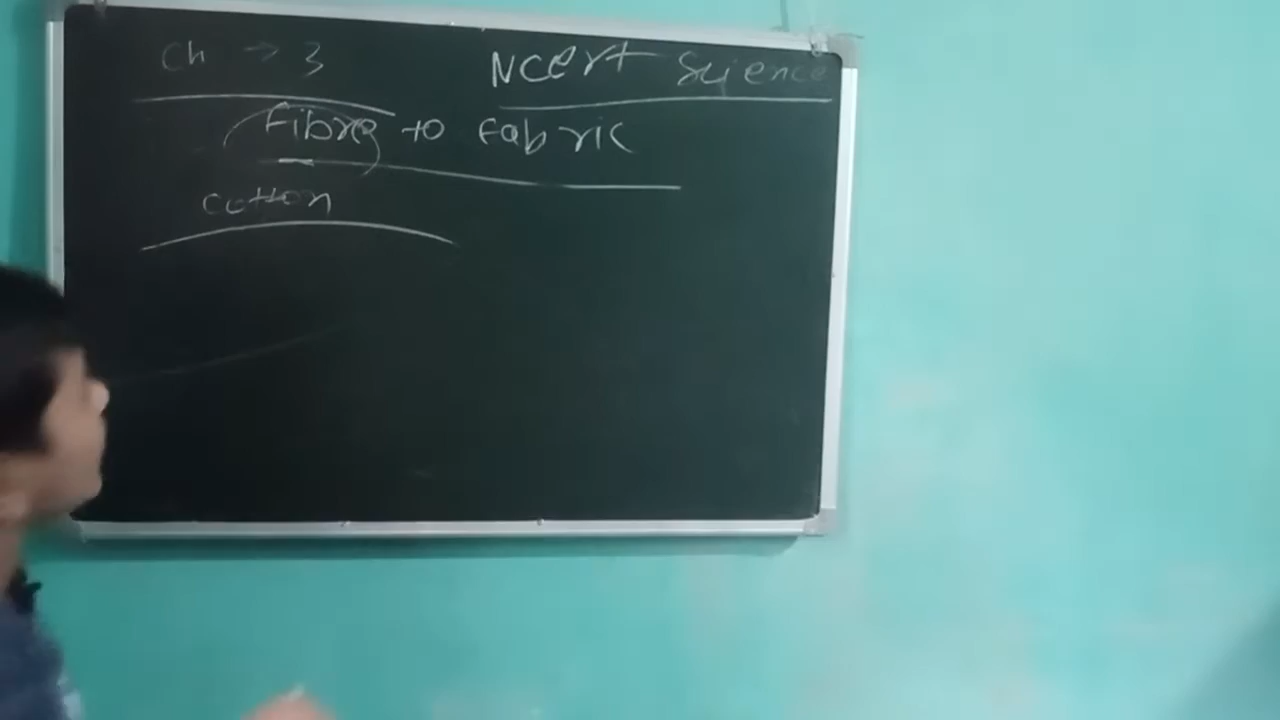 Ch → 3 NCert Science
Fibre to Fabric
cotton